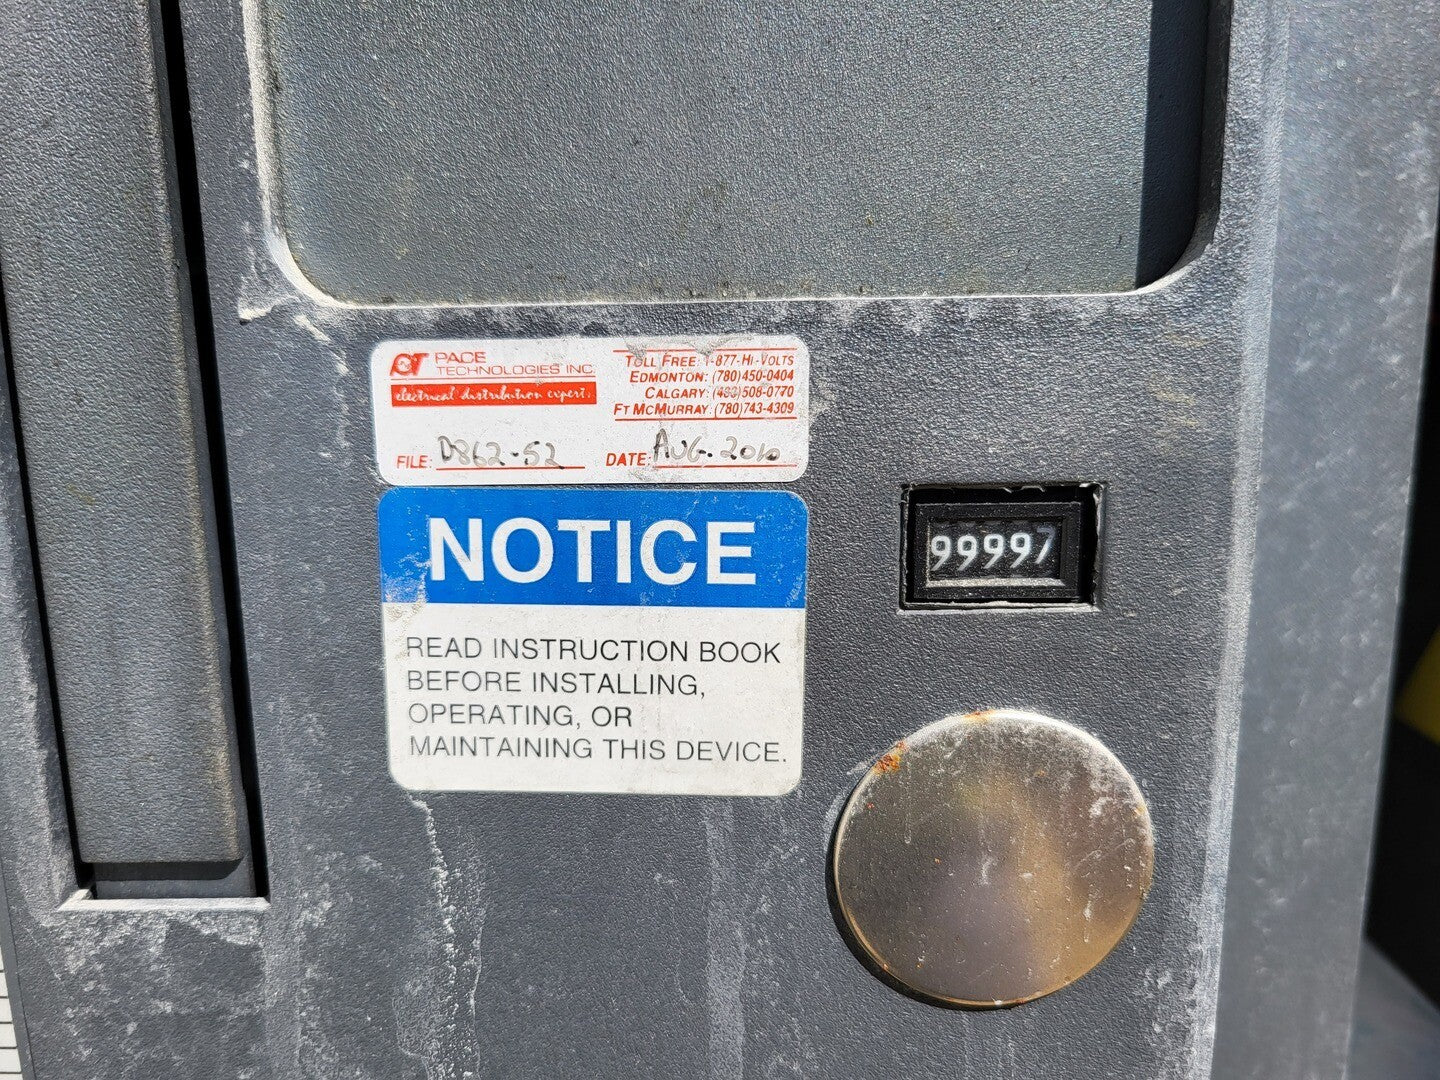 PACE
TECHNOLOGIES INC.
electrical distribution expert.
TOLL FREE: 1-877-HI-VOLTS
EDMONTON: (780)450-0404
CALGARY: (403)508-0770
FT MCMURRAY: (780)743-4309
FILE: D862-52
DATE: AUG. 2010
NOTICE
READ INSTRUCTION BOOK
BEFORE INSTALLING,
OPERATING, OR
MAINTAINING THIS DEVICE.
99997